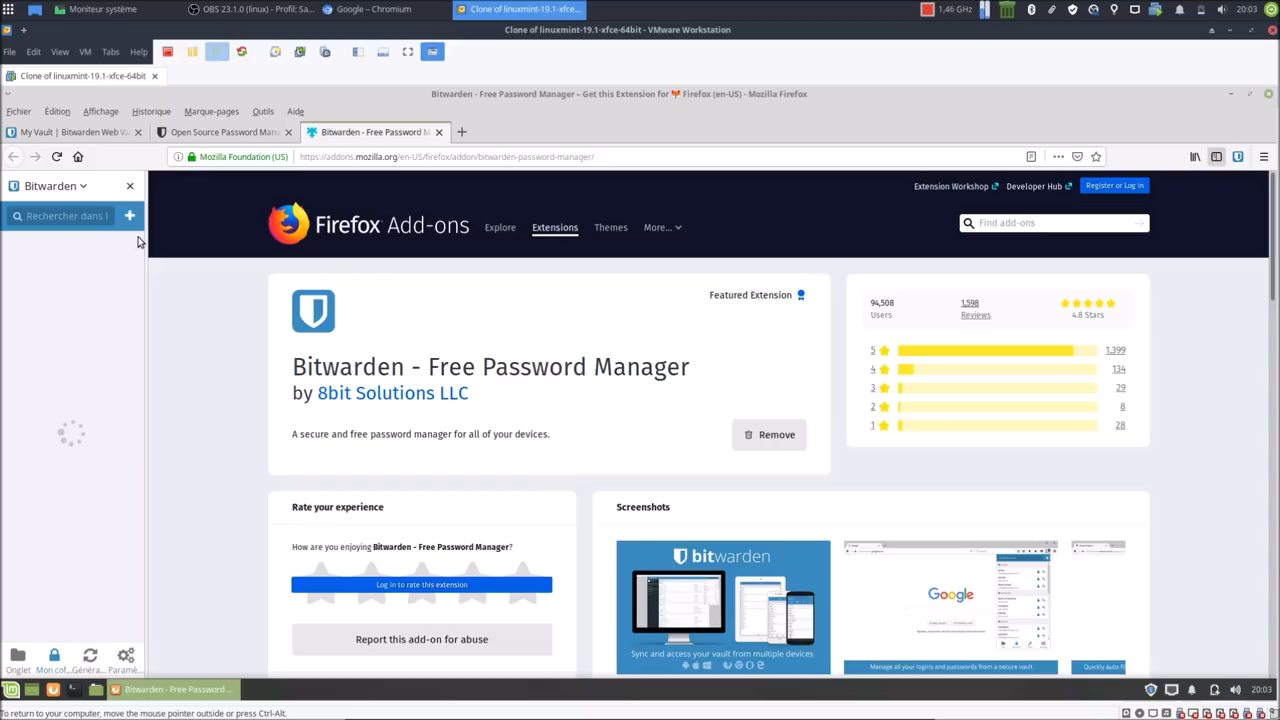 Moniteur système
OBS 23.1.0 (linux) - Profil: Sa...
Google – Chromium
Clone of linuxmint-19.1-xfce...
1,46 GHz
20:03
Clone of linuxmint-19.1-xfce-64bit - VMware Workstation
File Edit View VM Tabs Help
Clone of linuxmint-19.1-xfce-64bit
Bitwarden - Free Password Manager – Get this Extension for 🦊 Firefox (en-US) - Mozilla Firefox
Fichier Edition Affichage Historique Marque-pages Outils Aide
My Vault | Bitwarden Web Va
Open Source Password Man
Bitwarden - Free Password M
Mozilla Foundation (US)
https://addons.mozilla.org/en-US/firefox/addon/bitwarden-password-manager/
Bitwarden
Rechercher dans l
Extension Workshop
Developer Hub
Register or Log in
Firefox Add-ons
Explore
Extensions
Themes
More...
Find add-ons
Featured Extension
Bitwarden - Free Password Manager
by 8bit Solutions LLC
A secure and free password manager for all of your devices.
Remove
94,508
Users
1,598
Reviews
4.8 Stars
5 1,399
4 134
3 29
2 8
1 28
Rate your experience
How are you enjoying Bitwarden - Free Password Manager?
Log in to rate this extension
Report this add-on for abuse
Screenshots
bitwarden
Sync and access your vault from multiple devices
Google
Manage all your logins and passwords from a secure vault.
Quickly auto-fi
Onglet
Mon cof
Généra
Paramè
Bitwarden - Free Password ...
20:03
To return to your computer, move the mouse pointer outside or press Ctrl-Alt.